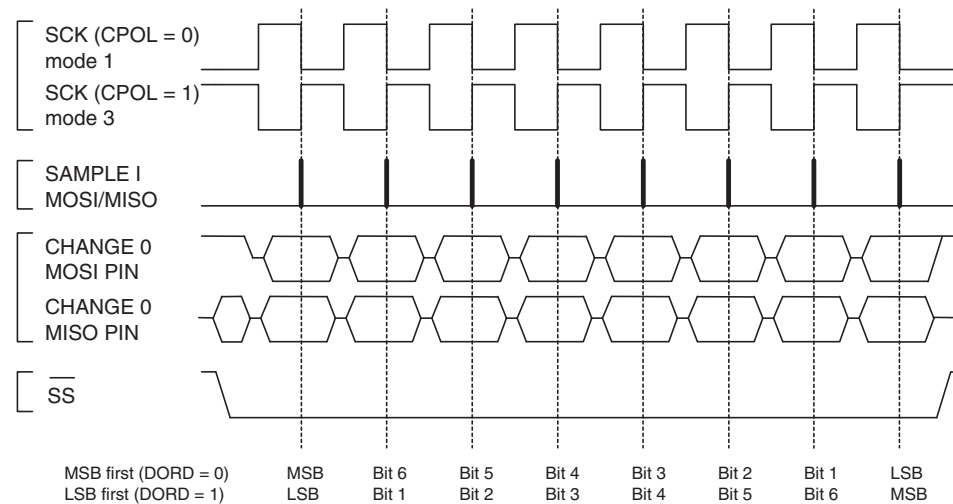 SCK (CPOL = 0)
mode 1
SCK (CPOL = 1)
mode 3
SAMPLE I
MOSI/MISO
CHANGE 0
MOSI PIN
CHANGE 0
MISO PIN
SS
MSB first (DORD = 0) MSB Bit 6 Bit 5 Bit 4 Bit 3 Bit 2 Bit 1 LSB
LSB first (DORD = 1) LSB Bit 1 Bit 2 Bit 3 Bit 4 Bit 5 Bit 6 MSB